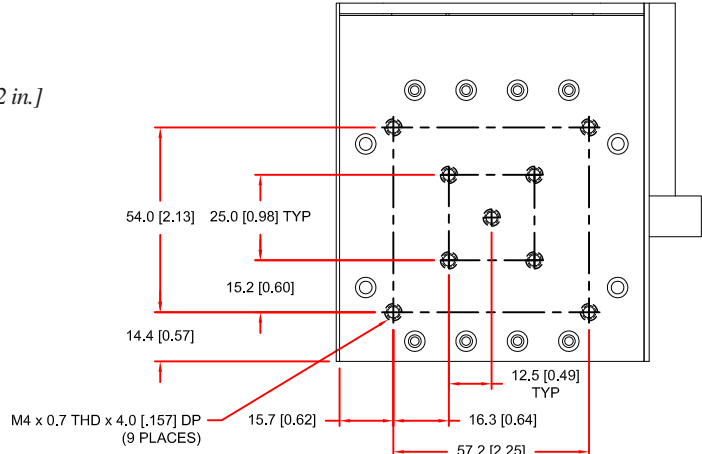 2 in.]
54.0 [2.13]
25.0 [0.98] TYP
15.2 [0.60]
14.4 [0.57]
12.5 [0.49]
TYP
M4 x 0.7 THD x 4.0 [.157] DP
(9 PLACES)
15.7 [0.62]
16.3 [0.64]
57.2 [2.25]